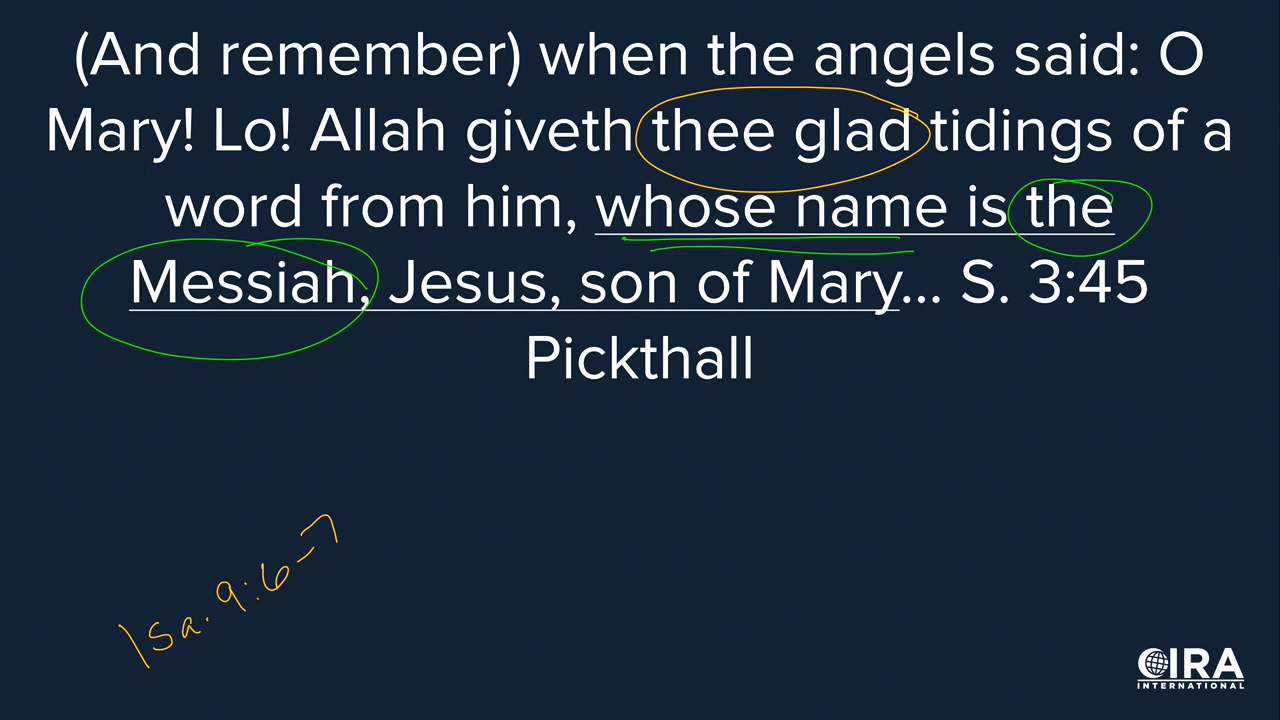 (And remember) when the angels said: O
Mary! Lo! Allah giveth thee glad tidings of a
word from him, whose name is the
Messiah, Jesus, son of Mary... S. 3:45
Pickthall
Isa. 9:6-7
CIRA
INTERNATIONAL